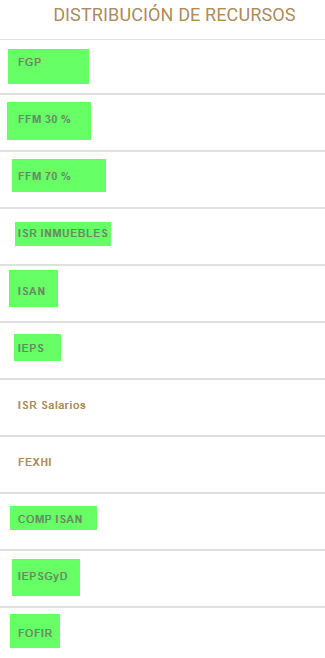 DISTRIBUCIÓN DE RECURSOS
FGP
FFM 30 %
FFM 70 %
ISR INMUEBLES
ISAN
IEPS
ISR Salarios
FEXHI
COMP ISAN
IEPSGyD
FOFIR